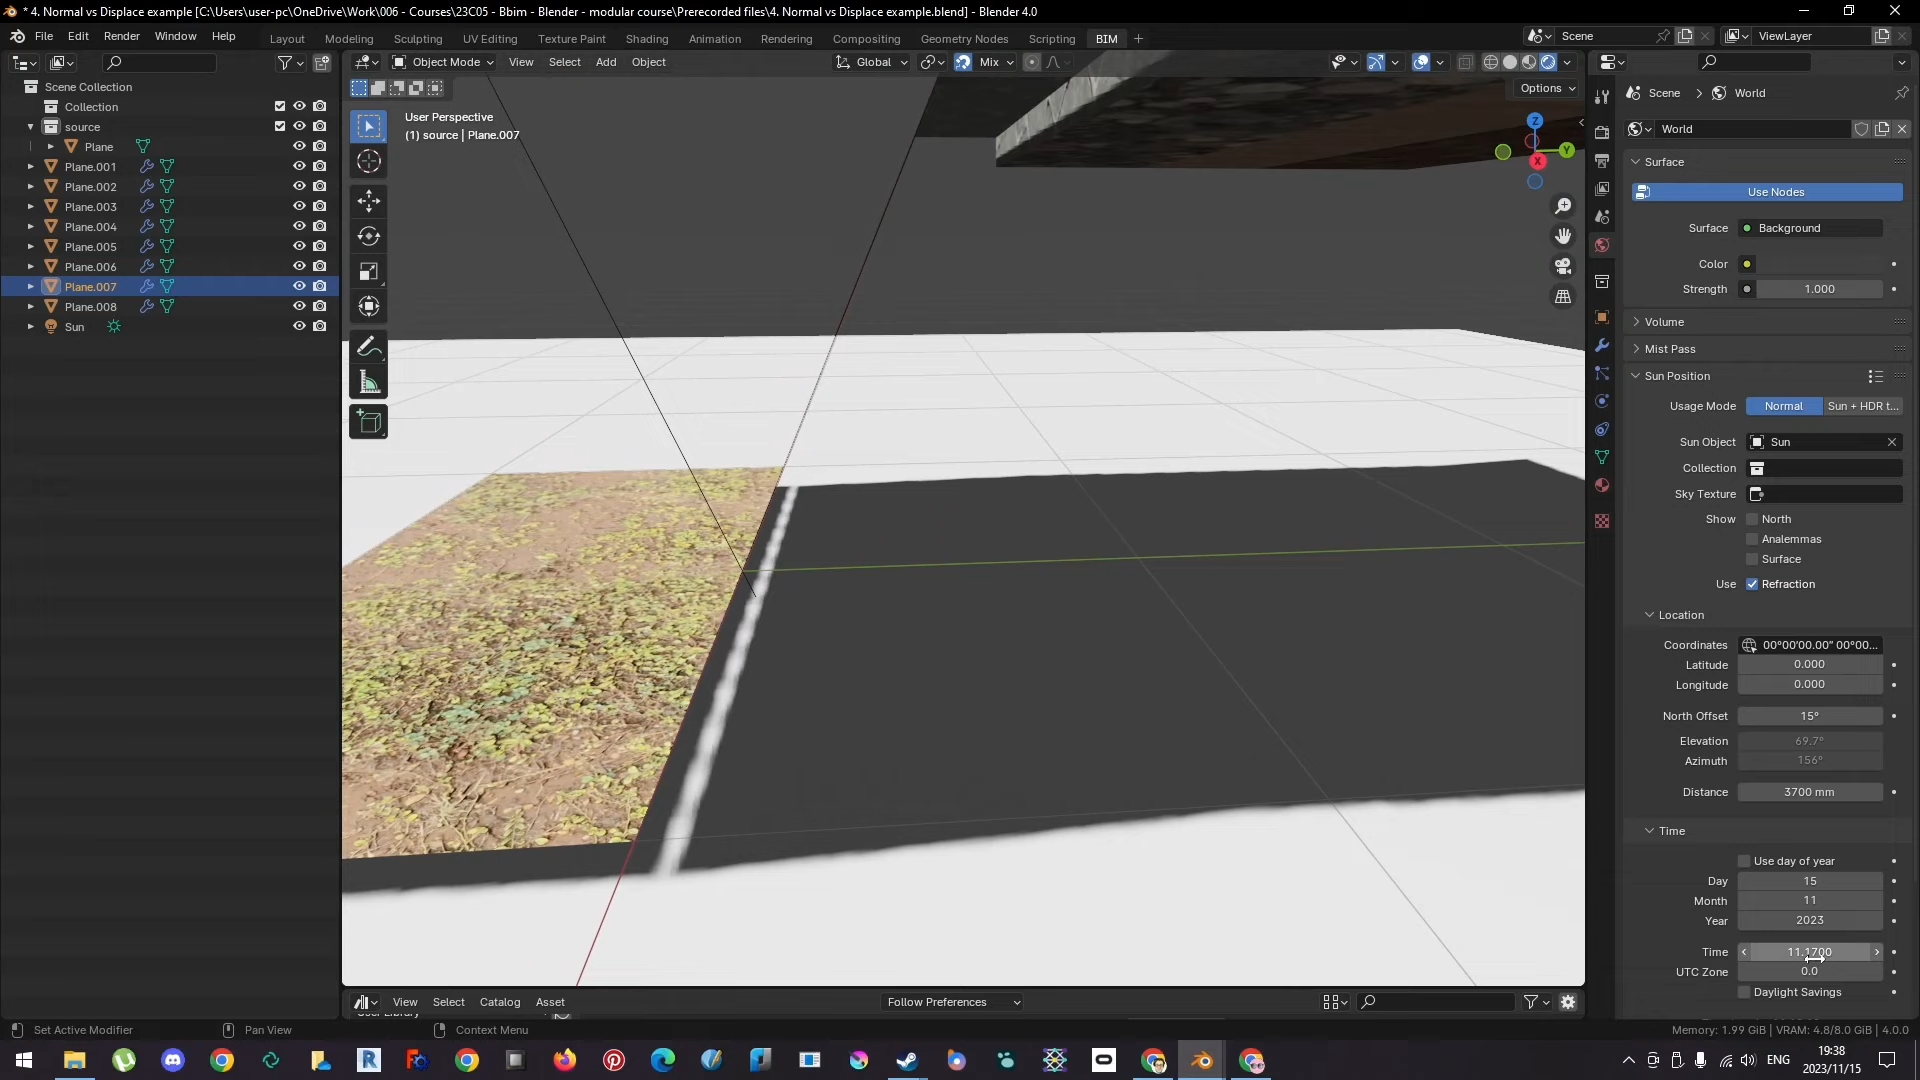 * 4. Normal vs Displace example [C:\Users\user-pc\OneDrive\Work\006 - Courses\23C05 - Bbim - Blender - modular course\Prerecorded files\4. Normal vs Displace example.blend] - Blender 4.0
File Edit Render Window Help
Layout Modeling Sculpting UV Editing Texture Paint Shading Animation Rendering Compositing Geometry Nodes Scripting BIM +
Scene
ViewLayer
Object Mode View Select Add Object
Global
Mix
Options
Scene Collection
Collection
source
Plane
Plane.001
Plane.002
Plane.003
Plane.004
Plane.005
Plane.006
Plane.007
Plane.008
Sun
User Perspective
(1) source | Plane.007
Z
Y
X
Scene > World
World
Surface
Use Nodes
Surface Background
Color
Strength 1.000
Volume
Mist Pass
Sun Position
Usage Mode Normal Sun + HDR t...
Sun Object Sun
Collection
Sky Texture
Show North
Analemmas
Surface
Use Refraction
Location
Coordinates 00°00'00.00" 00°00...
Latitude 0.000
Longitude 0.000
North Offset 15°
Elevation 69.7°
Azimuth 156°
Distance 3700 mm
Time
Use day of year
Day 15
Month 11
Year 2023
Time 11.1700
UTC Zone 0.0
Daylight Savings
View Select Catalog Asset
Follow Preferences
Set Active Modifier
Pan View
Context Menu
Memory: 1.99 GiB | VRAM: 4.8/8.0 GiB | 4.0.0
ENG
19:38
2023/11/15